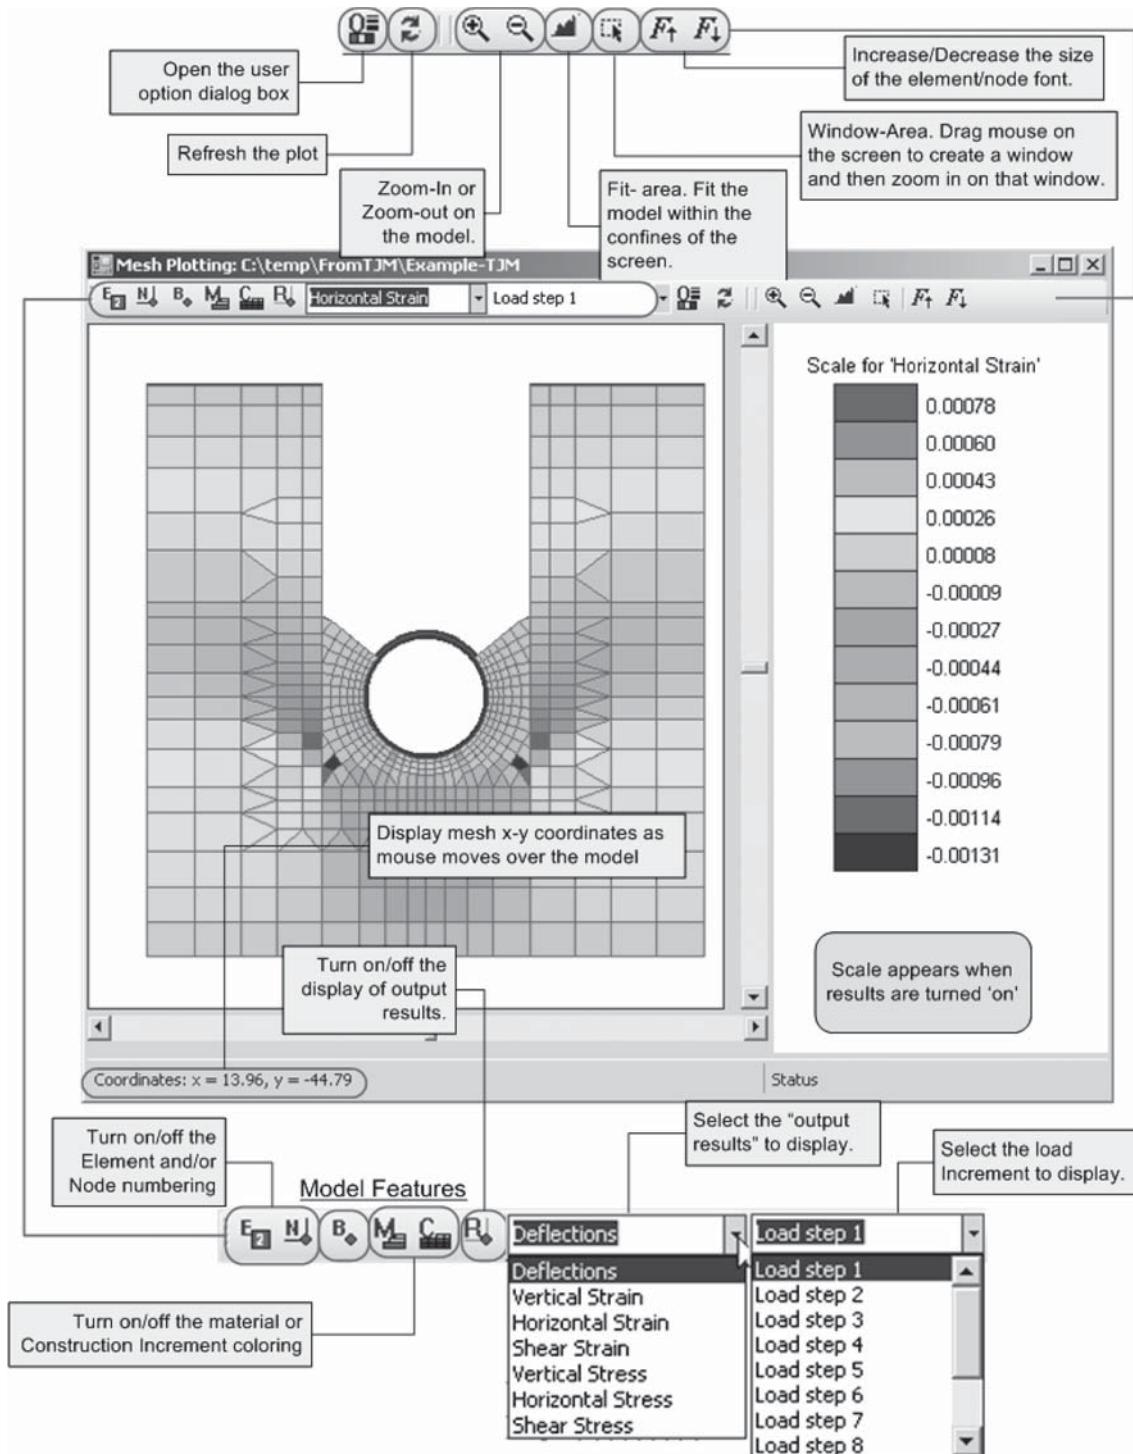 Open the user
option dialog box
Refresh the plot
Zoom-In or
Zoom-out on
the model.
Fit- area. Fit the
model within the
confines of the
screen.
Increase/Decrease the size
of the element/node font.
Window-Area. Drag mouse on
the screen to create a window
and then zoom in on that window.
Mesh Plotting: C:\temp\FromTJM\Example-TJM
E2 N B M C R Horizontal Strain Load step 1 F F
Scale for 'Horizontal Strain'
0.00078
0.00060
0.00043
0.00026
0.00008
-0.00009
-0.00027
-0.00044
-0.00061
-0.00079
-0.00096
-0.00114
-0.00131
Display mesh x-y coordinates as
mouse moves over the model
Turn on/off the
display of output
results.
Scale appears when
results are turned 'on'
Coordinates: x = 13.96, y = -44.79
Status
Turn on/off the
Element and/or
Node numbering
Select the "output
results" to display.
Select the load
Increment to display.
Model Features
E2 N B M C R
Deflections
Deflections
Vertical Strain
Horizontal Strain
Shear Strain
Vertical Stress
Horizontal Stress
Shear Stress
Load step 1
Load step 1
Load step 2
Load step 3
Load step 4
Load step 5
Load step 6
Load step 7
Load step 8
Turn on/off the material or
Construction Increment coloring